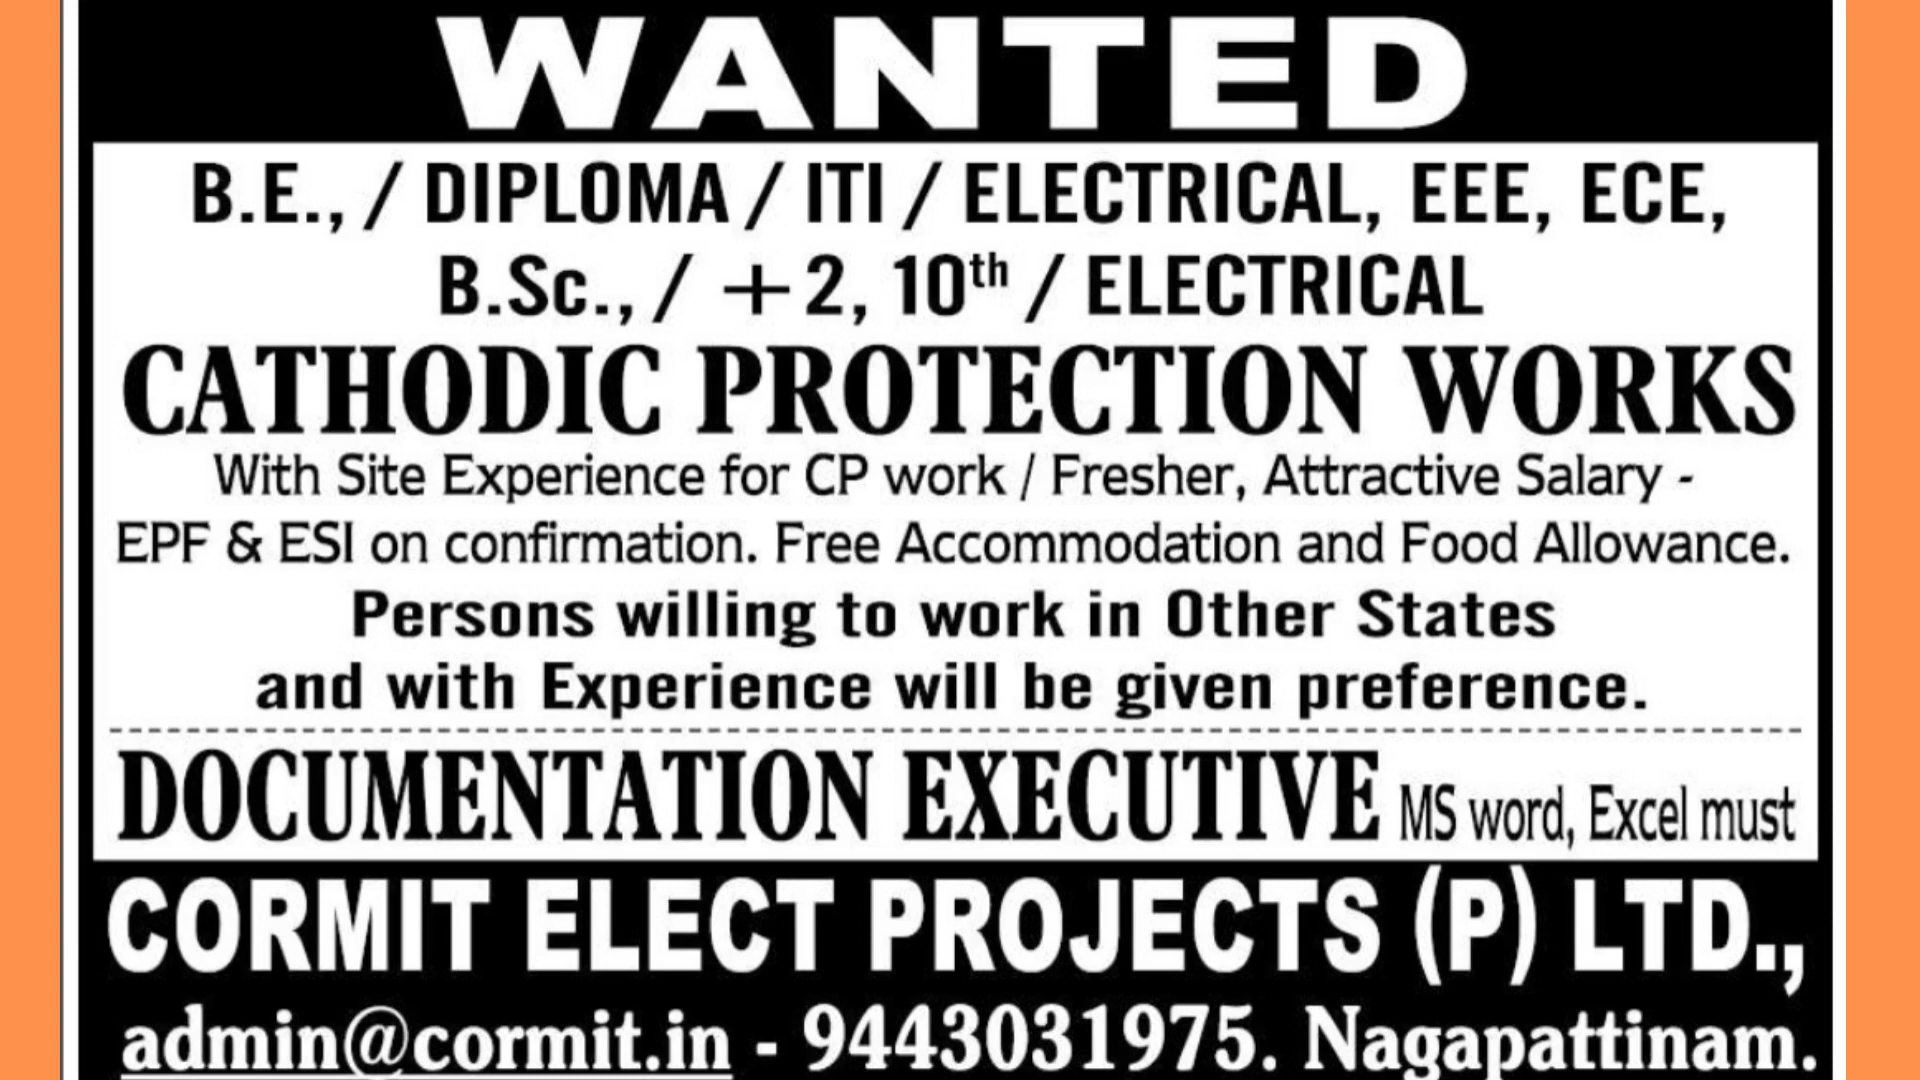 WANTED
B.E., / DIPLOMA / ITI / ELECTRICAL, EEE, ECE,
B.Sc., / +2, 10th / ELECTRICAL
CATHODIC PROTECTION WORKS
With Site Experience for CP work / Fresher, Attractive Salary -
EPF & ESI on confirmation. Free Accommodation and Food Allowance.
Persons willing to work in Other States
and with Experience will be given preference.
DOCUMENTATION EXECUTIVE MS word, Excel must
CORMIT ELECT PROJECTS (P) LTD.,
admin@cormit.in - 9443031975. Nagapattinam.